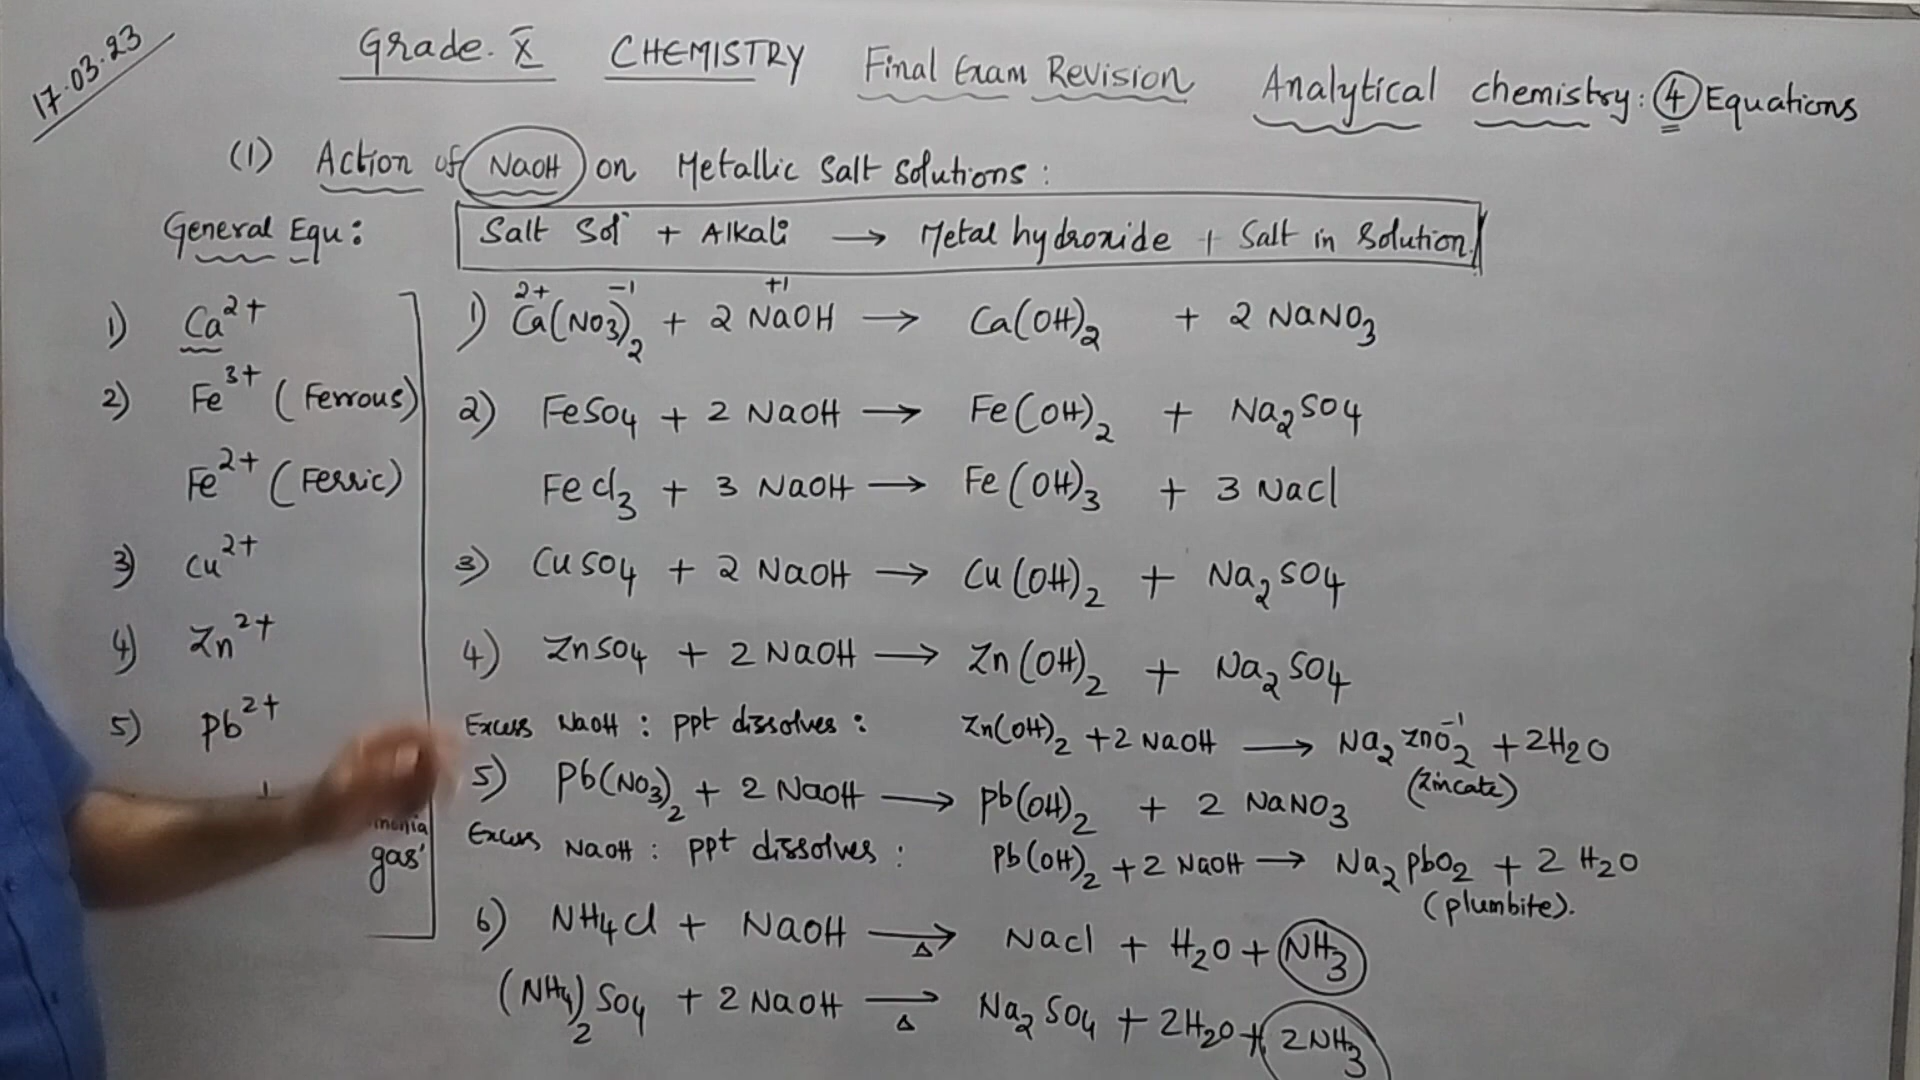 17.03.23
Grade. X CHEMISTRY Final Exam Revision Analytical chemistry: ④ Equations
(1) Action of NaOH on Metallic Salt Solutions:
General Equ: Salt Solⁿ + Alkali → Metal hydroxide + Salt in Solution.
1) Ca²⁺
2) Fe³⁺ (Ferrous)
Fe²⁺ (Ferric)
3) Cu²⁺
4) Zn²⁺
5) Pb²⁺
gas'
2+ -1 +1
1) Ca(NO₃)₂ + 2 NaOH → Ca(OH)₂ + 2 NaNO₃
2) FeSO₄ + 2 NaOH → Fe(OH)₂ + Na₂SO₄
FeCl₃ + 3 NaOH → Fe(OH)₃ + 3 NaCl
3) CuSO₄ + 2 NaOH → Cu(OH)₂ + Na₂SO₄
4) ZnSO₄ + 2 NaOH → Zn(OH)₂ + Na₂SO₄
Excess NaOH : ppt dissolves : Zn(OH)₂ + 2 NaOH → Na₂ZnO₂⁻¹ + 2H₂O
(Zincate)
5) Pb(NO₃)₂ + 2 NaOH → Pb(OH)₂ + 2 NaNO₃
Excess NaOH : ppt dissolves : Pb(OH)₂ + 2 NaOH → Na₂PbO₂ + 2 H₂O
(plumbite).
6) NH₄Cl + NaOH →Δ NaCl + H₂O + NH₃
(NH₄)₂SO₄ + 2 NaOH →Δ Na₂SO₄ + 2H₂O + 2NH₃